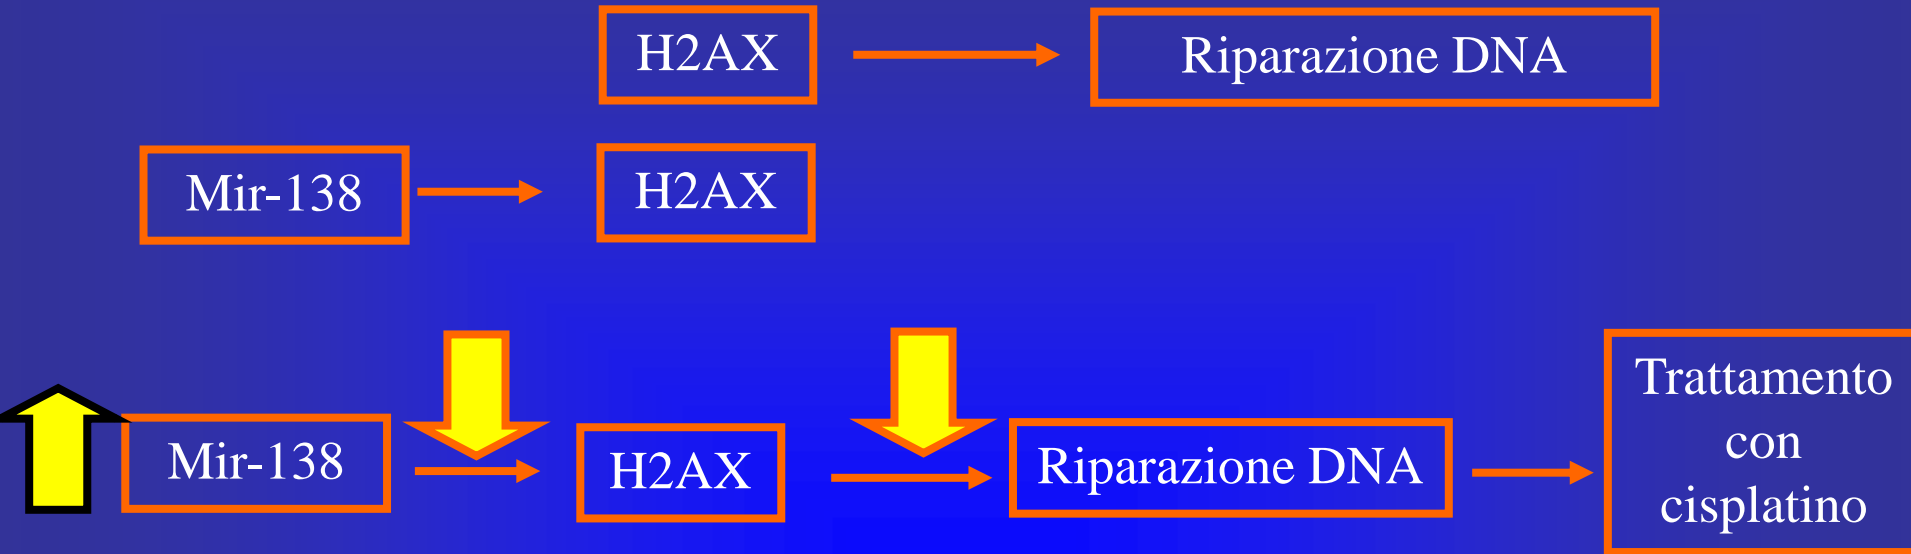 H2AX
Riparazione DNA
Mir-138
H2AX
Mir-138
H2AX
Riparazione DNA
Trattamento
con
cisplatino